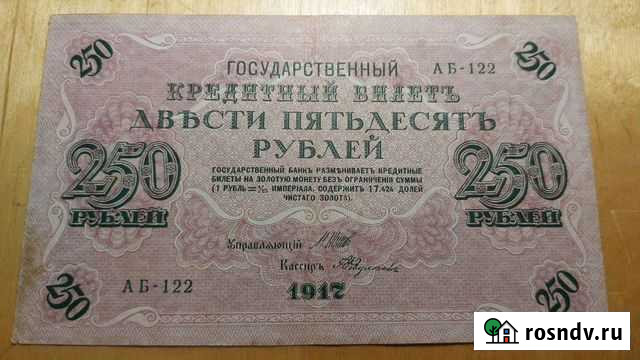 250
250
ГОСУДАРСТВЕННЫЙ
АБ-122
КРЕДИТНЫЙ БИЛЕТЪ
ДВѢСТИ ПЯТЬДЕСЯТЪ
РУБЛЕЙ
250
РУБЛЕЙ
250
РУБЛЕЙ
ГОСУДАРСТВЕННЫЙ БАНКЪ РАЗМѢНИВАЕТЪ КРЕДИТНЫЕ
БИЛЕТЫ НА ЗОЛОТУЮ МОНЕТУ БЕЗЪ ОГРАНИЧЕНІЯ СУММЫ
(1 РУБЛЬ = 1/15 ИМПЕРІАЛА, СОДЕРЖИТЪ 17,424 ДОЛЕЙ
ЧИСТАГО ЗОЛОТА).
Управляющій
Кассиръ
250
АБ-122
1917
250
rosndv.ru